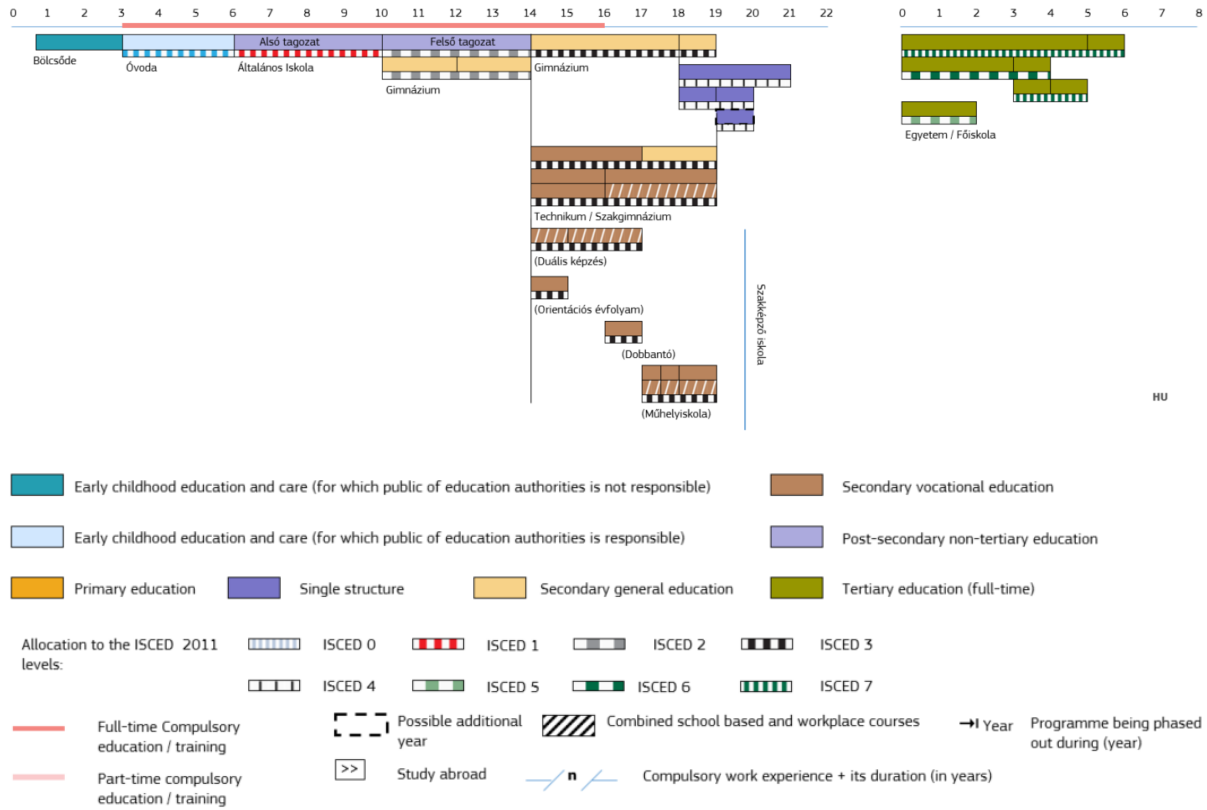 0 1 2 3 4 5 6 7 8 9 10 11 12 13 14 15 16 17 18 19 20 21 22
0 1 2 3 4 5 6 7 8
Alsó tagozat
Felső tagozat
Bölcsőde
Óvoda
Általános Iskola
Gimnázium
Gimnázium
Egyetem / Főiskola
Technikum / Szakgimnázium
(Duális képzés)
(Orientációs évfolyam)
(Dobbantó)
(Műhelyiskola)
Szakképző iskola
HU
Early childhood education and care (for which public of education authorities is not responsible)
Secondary vocational education
Early childhood education and care (for which public of education authorities is responsible)
Post-secondary non-tertiary education
Primary education
Single structure
Secondary general education
Tertiary education (full-time)
Allocation to the ISCED 2011
levels:
ISCED 0
ISCED 1
ISCED 2
ISCED 3
ISCED 4
ISCED 5
ISCED 6
ISCED 7
Full-time Compulsory
education / training
Possible additional
year
Combined school based and workplace courses
Year
Programme being phased
out during (year)
Part-time compulsory
education / training
>>
Study abroad
n
Compulsory work experience + its duration (in years)